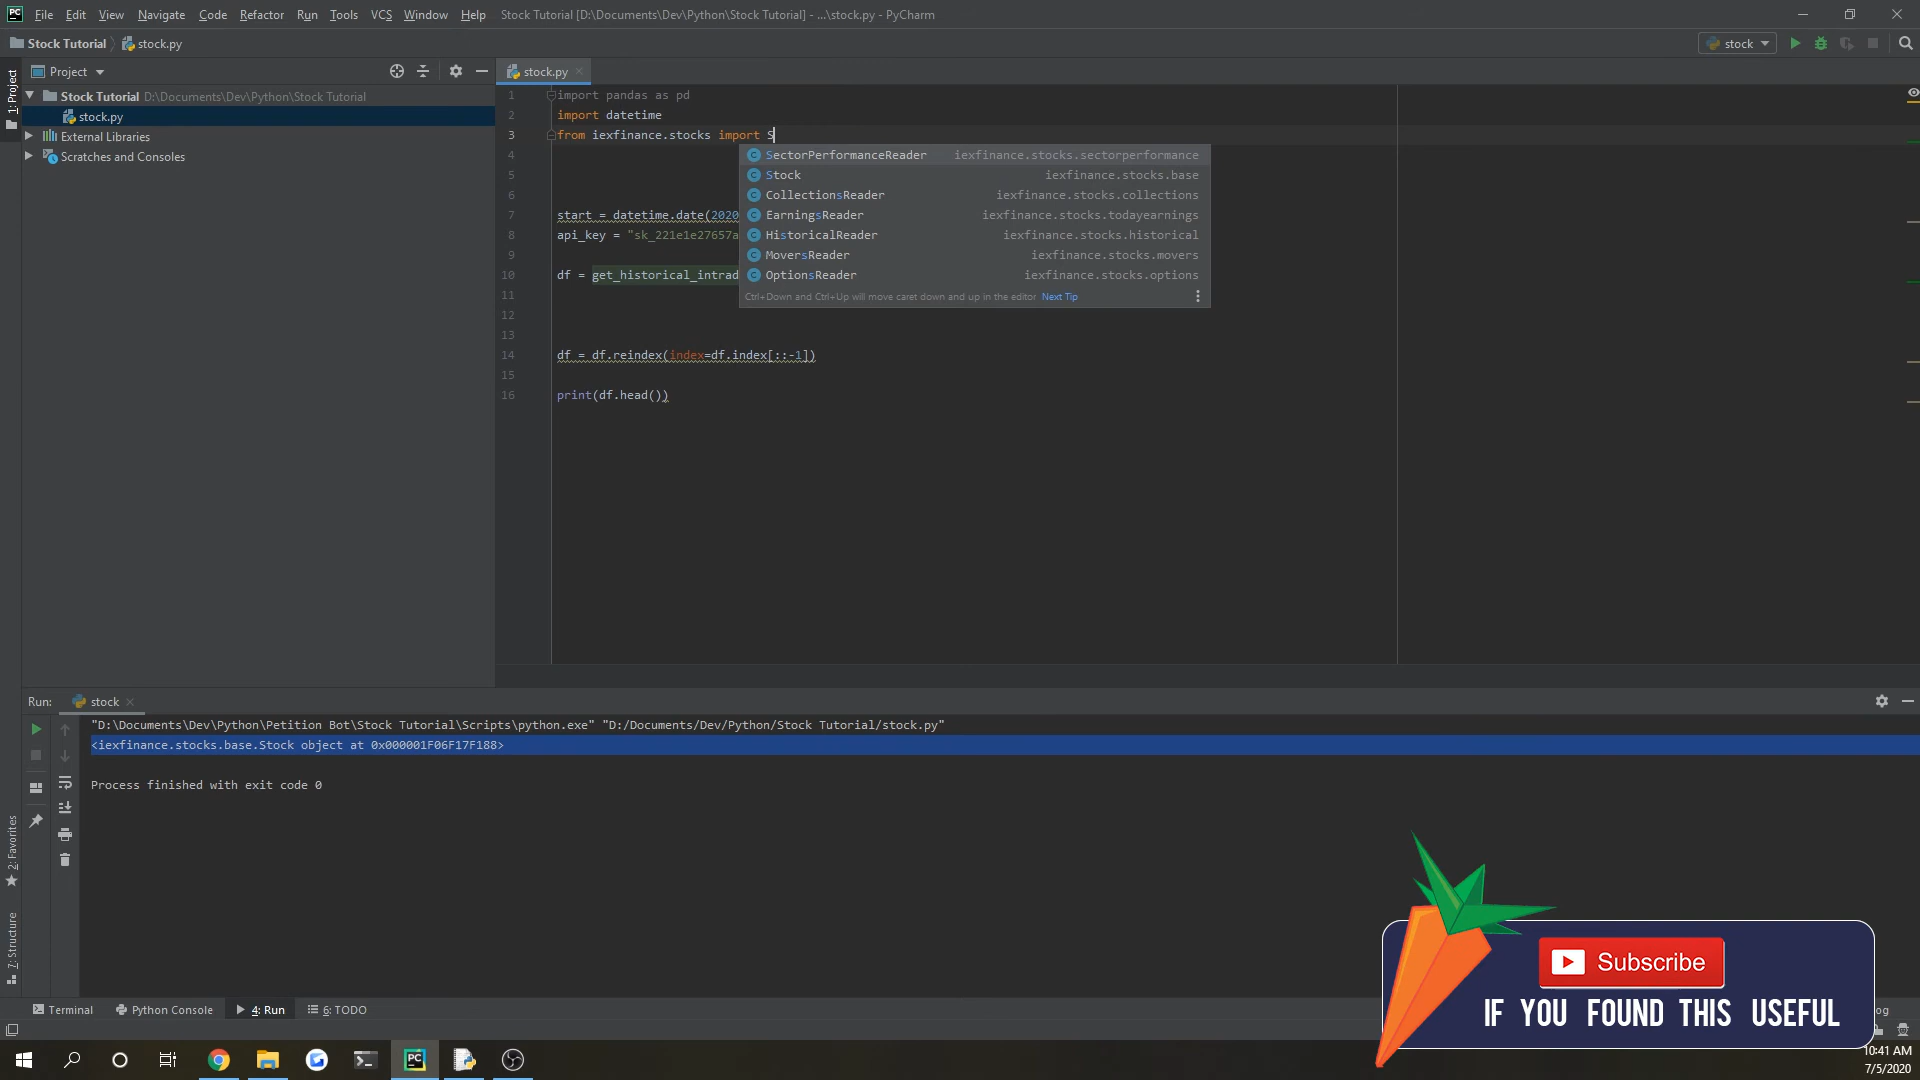 PC File Edit View Navigate Code Refactor Run Tools VCS Window Help Stock Tutorial [D:\Documents\Dev\Python\Stock Tutorial] - ...\stock.py - PyCharm
Stock Tutorial stock.py stock
1: Project
Project
stock.py
Stock Tutorial D:\Documents\Dev\Python\Stock Tutorial
stock.py
External Libraries
Scratches and Consoles
1 import pandas as pd
2 import datetime
3 from iexfinance.stocks import S
4
5
6
7 start = datetime.date(2020
8 api_key = "sk_221e1e27657a
9
10 df = get_historical_intrad
11
12
13
14 df = df.reindex(index=df.index[::-1])
15
16 print(df.head())
SectorPerformanceReader iexfinance.stocks.sectorperformance
Stock iexfinance.stocks.base
CollectionsReader iexfinance.stocks.collections
EarningsReader iexfinance.stocks.todayearnings
HistoricalReader iexfinance.stocks.historical
MoversReader iexfinance.stocks.movers
OptionsReader iexfinance.stocks.options
Ctrl+Down and Ctrl+Up will move caret down and up in the editor Next Tip
Run: stock
"D:\Documents\Dev\Python\Petition Bot\Stock Tutorial\Scripts\python.exe" "D:/Documents/Dev/Python/Stock Tutorial/stock.py"
<iexfinance.stocks.base.Stock object at 0x000001F06F17F188>
Process finished with exit code 0
2: Favorites
7: Structure
Subscribe
IF YOU FOUND THIS USEFUL
Terminal Python Console 4: Run 6: TODO og
PC
10:41 AM
7/5/2020